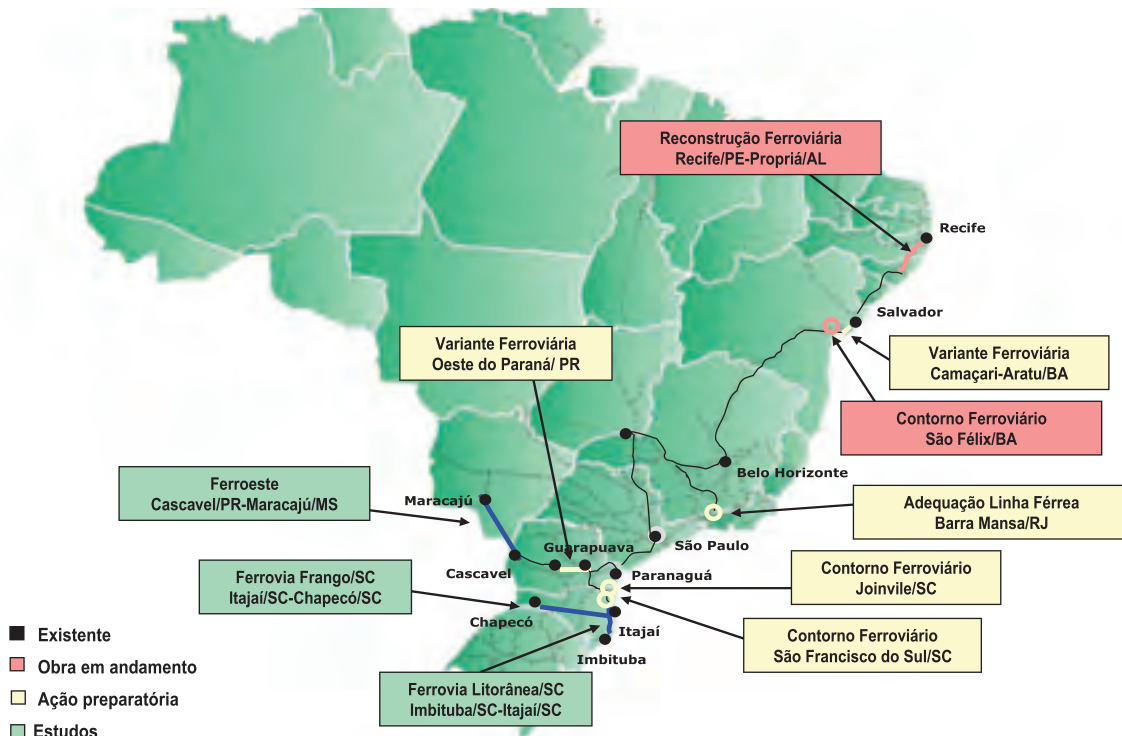 Reconstrução Ferroviária
Recife/PE-Propriá/AL
Recife
Salvador
Variante Ferroviária
Oeste do Paraná/ PR
Variante Ferroviária
Camaçari-Aratu/BA
Contorno Ferroviário
São Félix/BA
Belo Horizonte
Ferroeste
Cascavel/PR-Maracajú/MS
Maracajú
Adequação Linha Férrea
Barra Mansa/RJ
São Paulo
Guarapuava
Cascavel
Paranaguá
Contorno Ferroviário
Joinvile/SC
Ferrovia Frango/SC
Itajaí/SC-Chapecó/SC
Chapecó
Itajaí
Imbituba
Contorno Ferroviário
São Francisco do Sul/SC
Ferrovia Litorânea/SC
Imbituba/SC-Itajaí/SC
Existente
Obra em andamento
Ação preparatória
Estudos